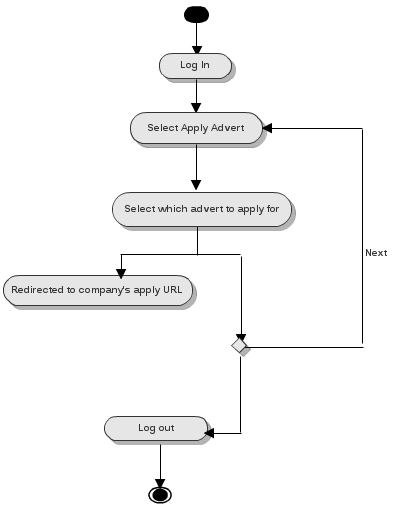 Log In
Select Apply Advert
Select which advert to apply for
Next
Redirected to company's apply URL
Log out